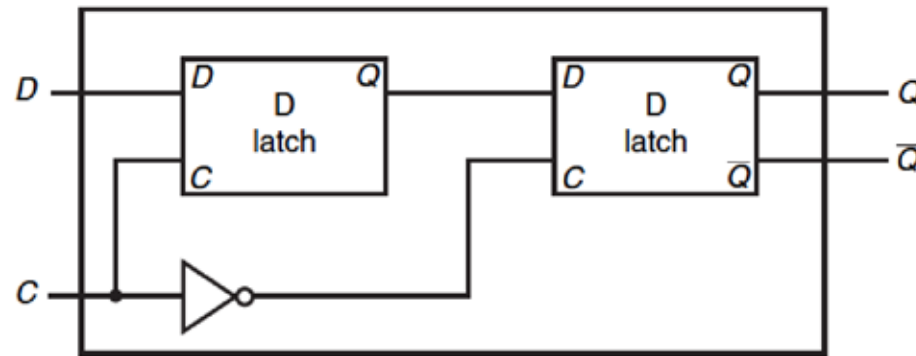 D Q D Q
D D D Q
latch latch
C C Q̅ Q̅
C